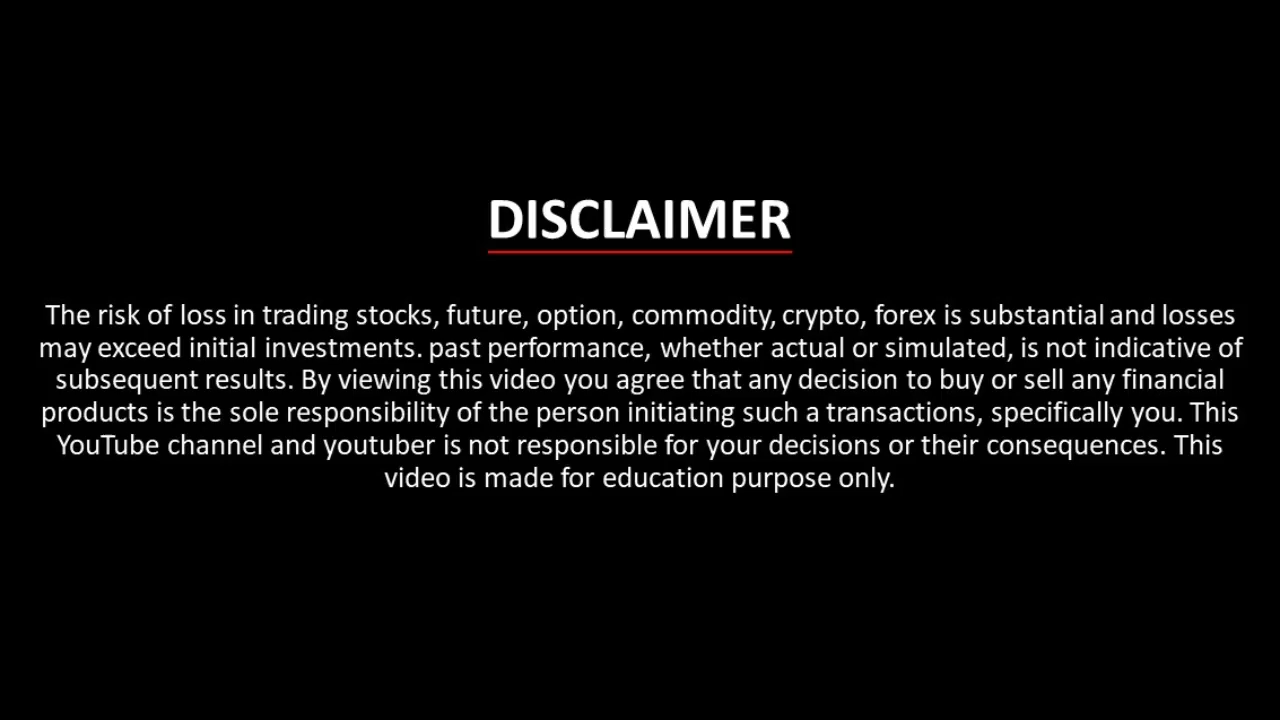 DISCLAIMER
The risk of loss in trading stocks, future, option, commodity, crypto, forex is substantial and losses
may exceed initial investments. past performance, whether actual or simulated, is not indicative of
subsequent results. By viewing this video you agree that any decision to buy or sell any financial
products is the sole responsibility of the person initiating such a transactions, specifically you. This
YouTube channel and youtuber is not responsible for your decisions or their consequences. This
video is made for education purpose only.